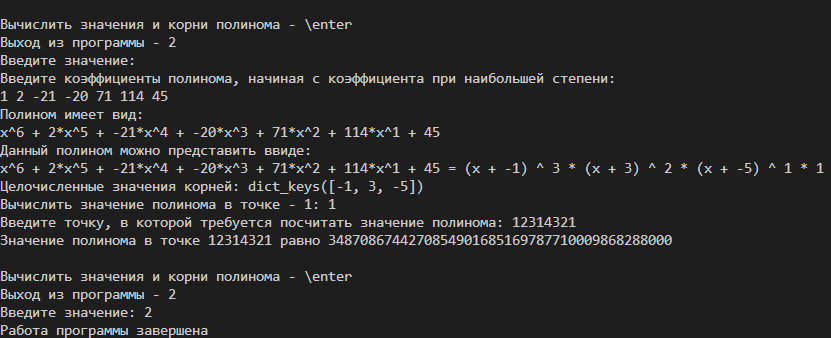 Вычислить значения и корни полинома - \enter
Выход из программы - 2
Введите значение:
Введите коэффициенты полинома, начиная с коэффициента при наибольшей степени:
1 2 -21 -20 71 114 45
Полином имеет вид:
x^6 + 2*x^5 + -21*x^4 + -20*x^3 + 71*x^2 + 114*x^1 + 45
Данный полином можно представить ввиде:
x^6 + 2*x^5 + -21*x^4 + -20*x^3 + 71*x^2 + 114*x^1 + 45 = (x + -1) ^ 3 * (x + 3) ^ 2 * (x + -5) ^ 1 * 1
Целочисленные значения корней: dict_keys([-1, 3, -5])
Вычислить значение полинома в точке - 1: 1
Введите точку, в которой требуется посчитать значение полинома: 12314321
Значение полинома в точке 12314321 равно 3487086744270854901685169787710009868288000
Вычислить значения и корни полинома - \enter
Выход из программы - 2
Введите значение: 2
Работа программы завершена